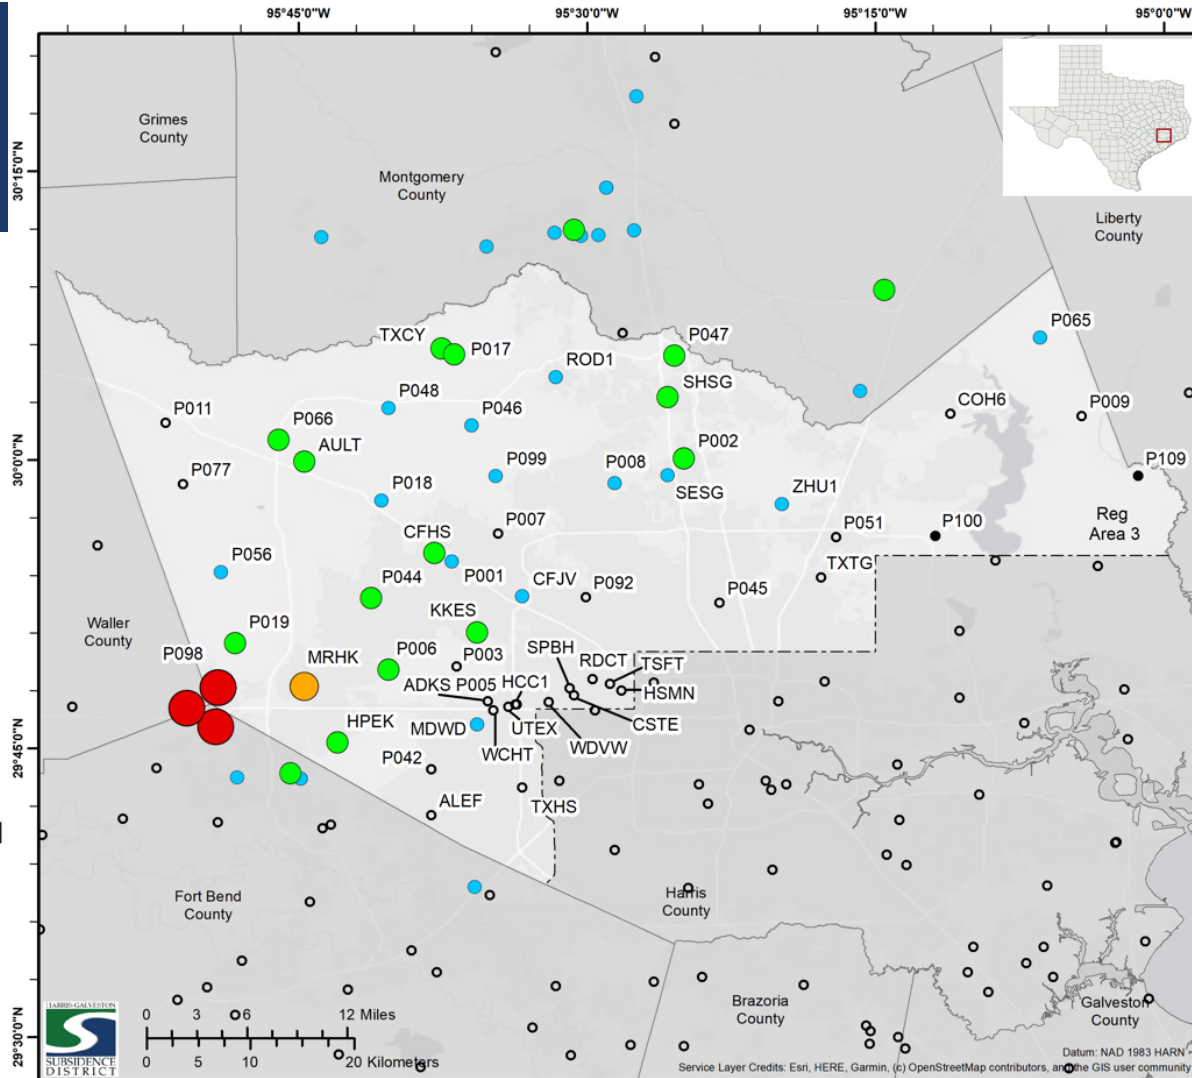 95°45'0"W
95°30'0"W
95°15'0"W
95°0'0"W
30°15'0"N
30°0'0"N
29°45'0"N
29°30'0"N
Grimes
County
Montgomery
County
Liberty
County
P065
TXCY
P017
P047
ROD1
SHSG
P048
P046
COH6
P009
P011
P066
AULT
P002
P077
P099
P008
P109
P018
SESG
ZHU1
P007
P051
P100
Reg
Area 3
CFHS
P056
P001
TXTG
P044
CFJV
P092
P045
KKES
Waller
County
P019
P098
MRHK
P006
P003
SPBH
RDCT
TSFT
ADKS
P005
HCC1
HSMN
HPEK
MDWD
UTEX
CSTE
WCHT
WDVW
P042
ALEF
TXHS
Fort Bend
County
Harris
County
Brazoria
County
Galveston
County
HARRIS-GALVESTON
SUBSIDENCE
DISTRICT
0 3 6 12 Miles
0 5 10 20 Kilometers
Datum: NAD 1983 HARN
Service Layer Credits: Esri, HERE, Garmin, (c) OpenStreetMap contributors, and the GIS user community